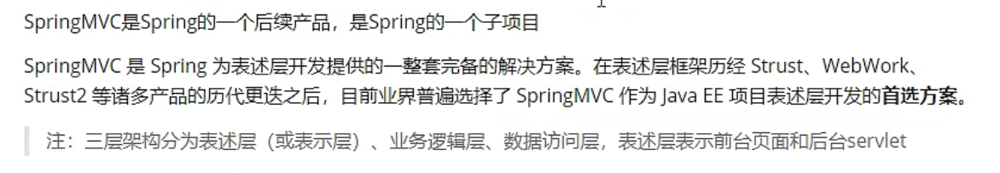 SpringMVC是Spring的一个后续产品，是Spring的一个子项目
SpringMVC 是 Spring 为表述层开发提供的一整套完备的解决方案。在表述层框架历经 Strust、WebWork、
Strust2 等诸多产品的历代更迭之后，目前业界普遍选择了 SpringMVC 作为 Java EE 项目表述层开发的首选方案。
注：三层架构分为表述层（或表示层）、业务逻辑层、数据访问层，表述层表示前台页面和后台servlet